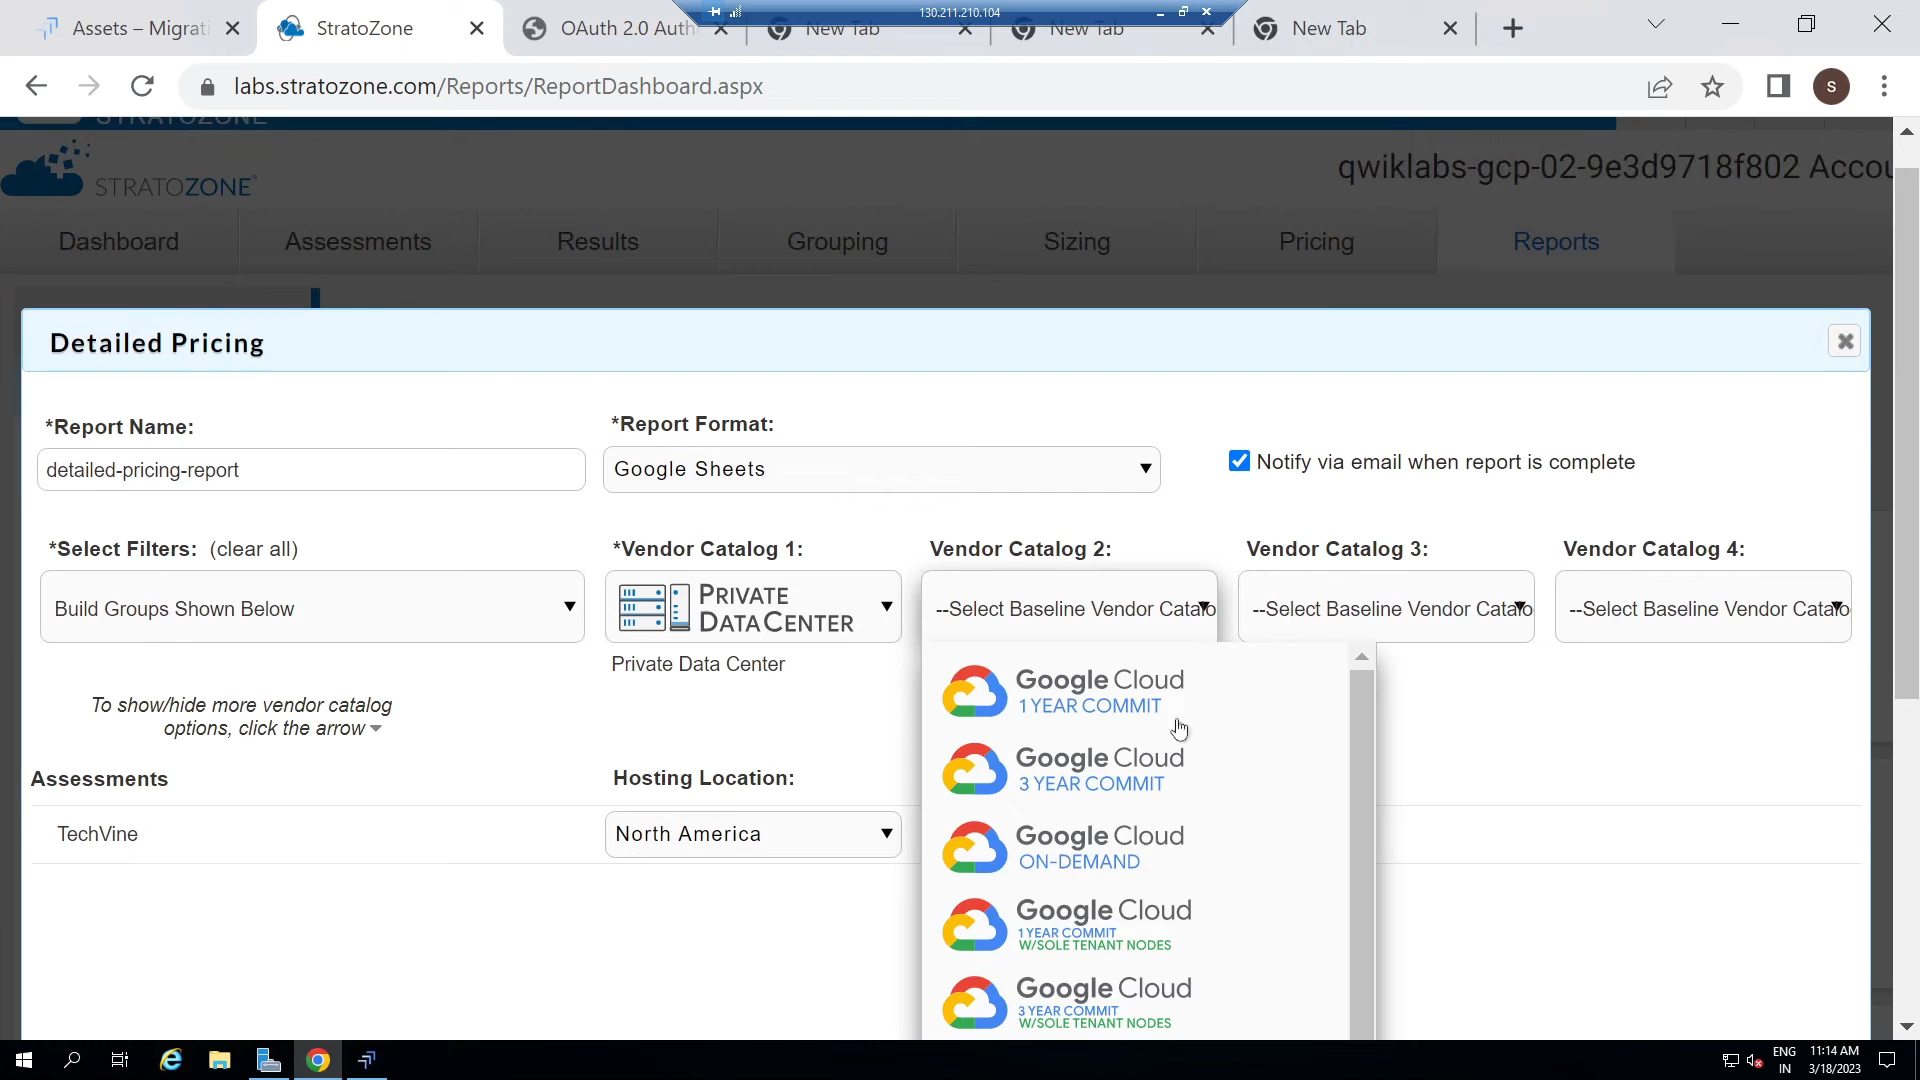 130.211.210.104
Assets – Migrati
StratoZone
OAuth 2.0 Auth
New Tab
New Tab
New Tab
labs.stratozone.com/Reports/ReportDashboard.aspx
S
STRATOZONE
STRATOZONE
qwiklabs-gcp-02-9e3d9718f802 Accou
Dashboard
Assessments
Results
Grouping
Sizing
Pricing
Reports
Detailed Pricing
*Report Name:
*Report Format:
detailed-pricing-report
Google Sheets
Notify via email when report is complete
*Select Filters: (clear all)
*Vendor Catalog 1:
Vendor Catalog 2:
Vendor Catalog 3:
Vendor Catalog 4:
Build Groups Shown Below
PRIVATE
DATA CENTER
--Select Baseline Vendor Catalo
--Select Baseline Vendor Catalo
--Select Baseline Vendor Catalo
Private Data Center
To show/hide more vendor catalog
options, click the arrow
Google Cloud
1 YEAR COMMIT
Google Cloud
3 YEAR COMMIT
Assessments
Hosting Location:
TechVine
North America
Google Cloud
ON-DEMAND
Google Cloud
1 YEAR COMMIT
W/SOLE TENANT NODES
Google Cloud
3 YEAR COMMIT
W/SOLE TENANT NODES
ENG
IN
11:14 AM
3/18/2023